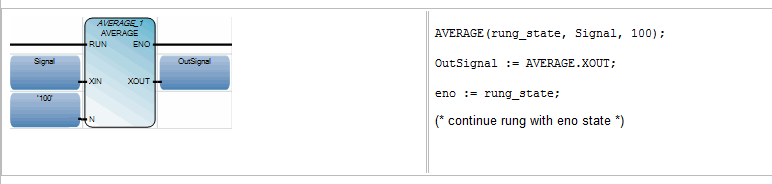 AVERAGE_1
AVERAGE
RUN ENO
Signal OutSignal
XIN XOUT
'100'
N
AVERAGE(rung_state, Signal, 100);
OutSignal := AVERAGE.XOUT;
eno := rung_state;
(* continue rung with eno state *)